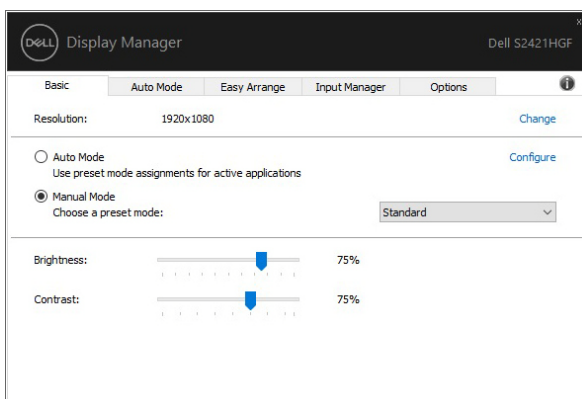 x
DELL Display Manager Dell S2421HGF
Basic Auto Mode Easy Arrange Input Manager Options i
Resolution: 1920x1080 Change
Auto Mode Configure
Use preset mode assignments for active applications
Manual Mode
Choose a preset mode: Standard
Brightness: 75%
Contrast: 75%